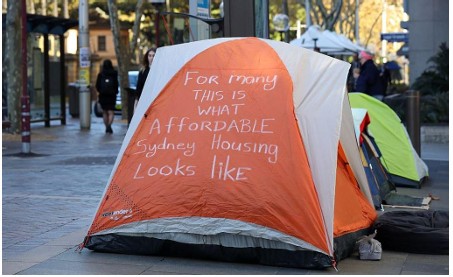 For many
THIS IS
WHAT
AFFORDABLE
Sydney Housing
Looks like